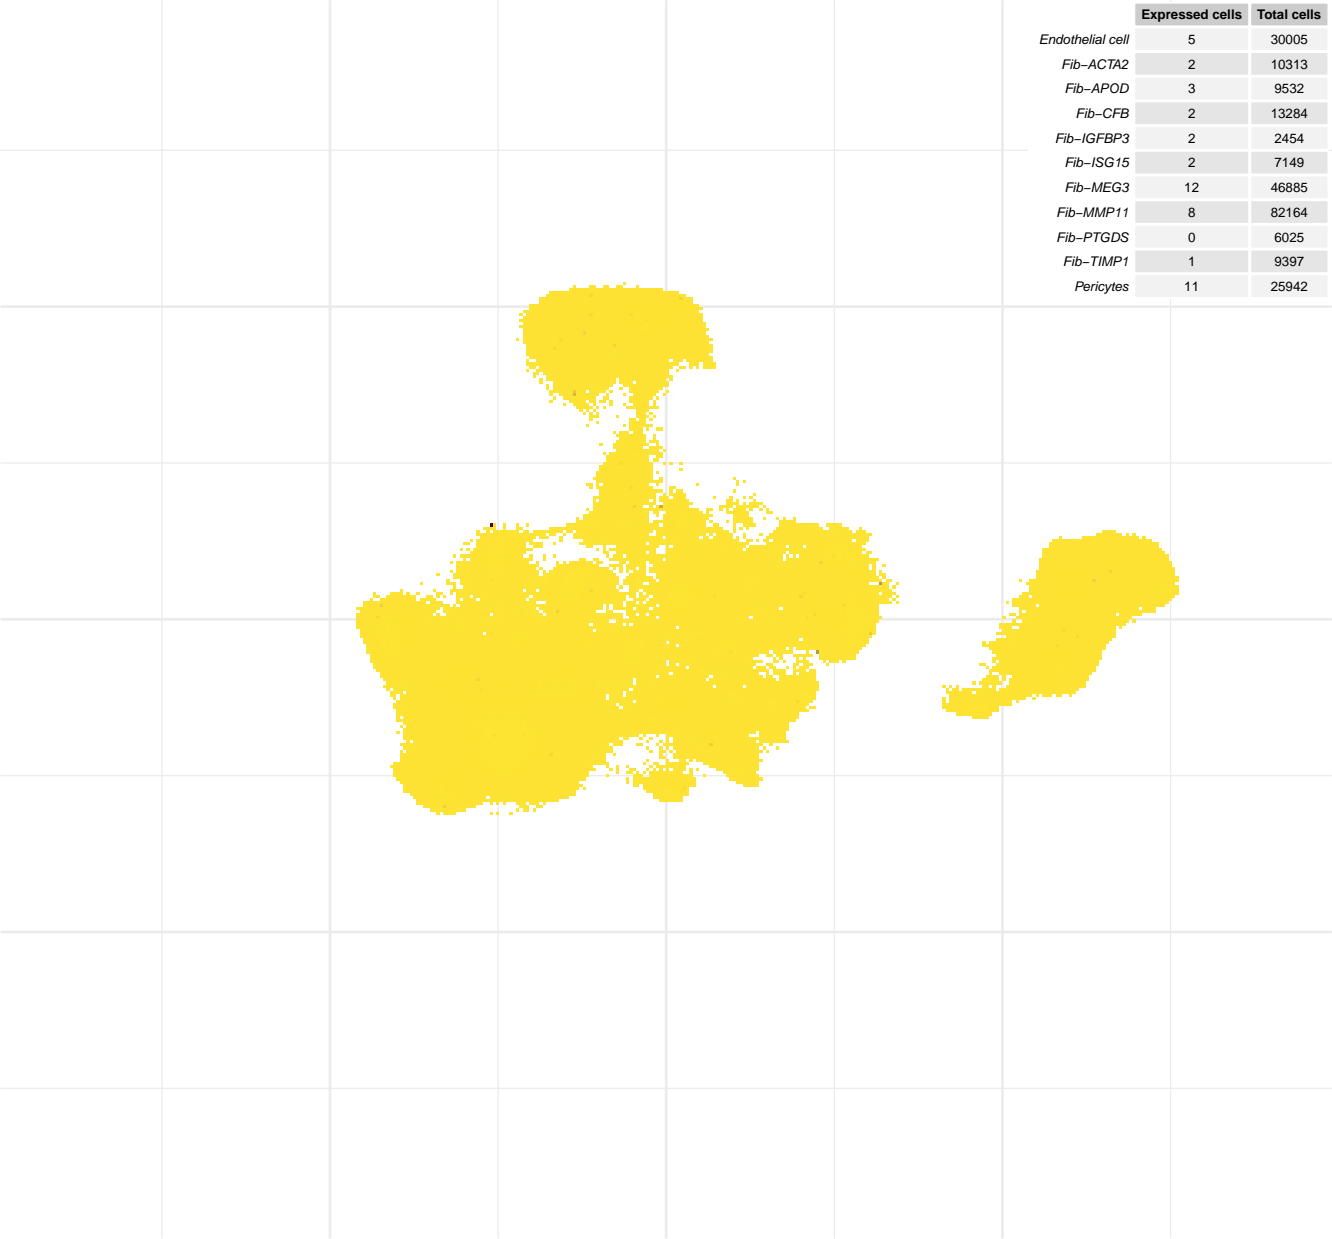 Expressed cells Total cells
Endothelial cell 5 30005
Fib−ACTA2 2 10313
Fib−APOD 3 9532
Fib−CFB 2 13284
Fib−IGFBP3 2 2454
Fib−ISG15 2 7149
Fib−MEG3 12 46885
Fib−MMP11 8 82164
Fib−PTGDS 0 6025
Fib−TIMP1 1 9397
Pericytes 11 25942